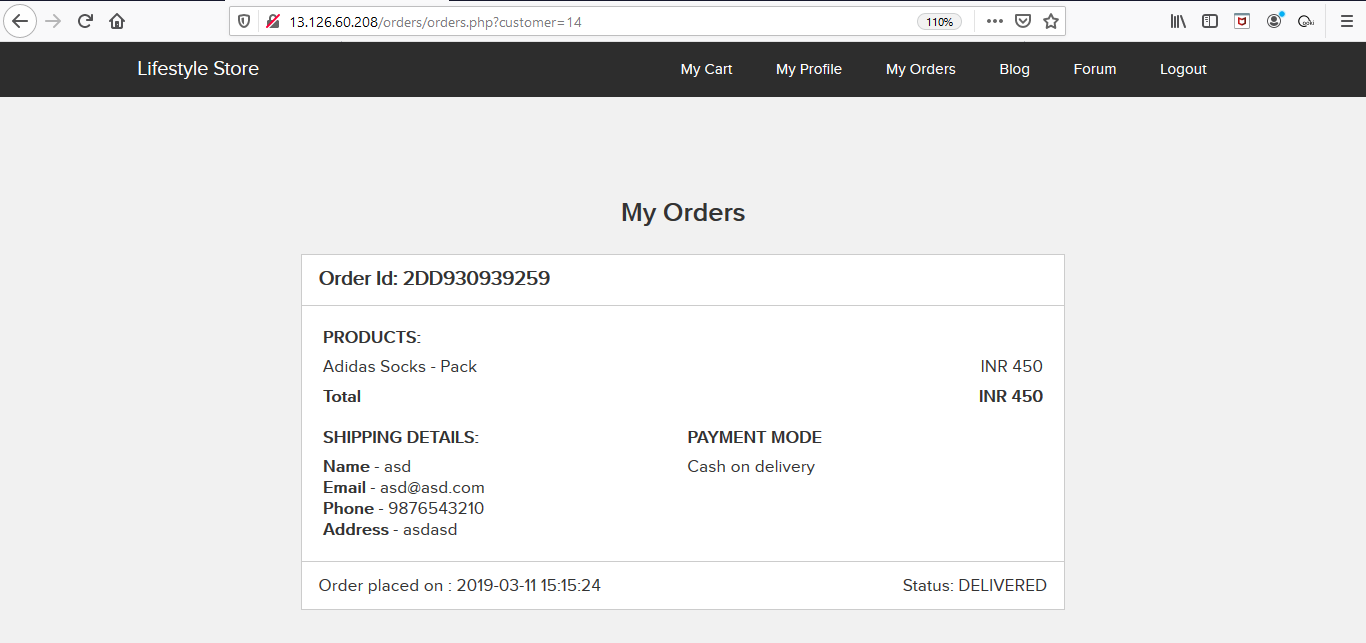 13.126.60.208/orders/orders.php?customer=14 110%
Lifestyle Store My Cart My Profile My Orders Blog Forum Logout
My Orders
Order Id: 2DD930939259
PRODUCTS:
Adidas Socks - Pack INR 450
Total INR 450
SHIPPING DETAILS: PAYMENT MODE
Name - asd Cash on delivery
Email - asd@asd.com
Phone - 9876543210
Address - asdasd
Order placed on : 2019-03-11 15:15:24 Status: DELIVERED